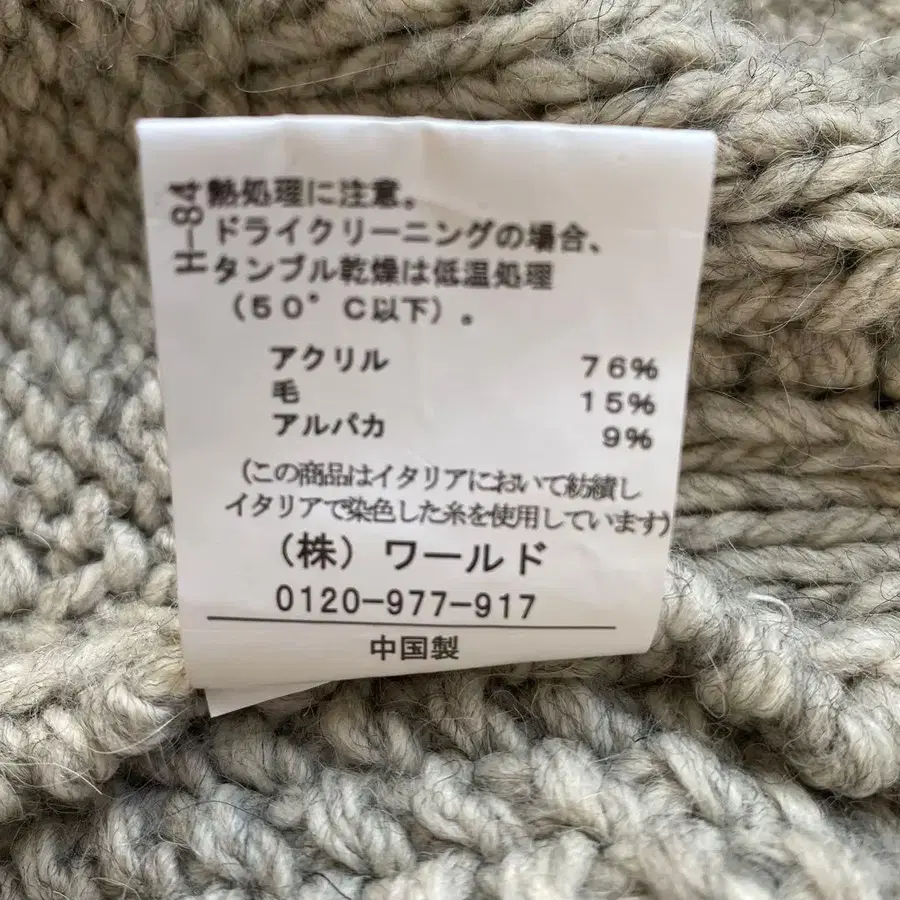 H-84
熱処理に注意。
ドライクリーニングの場合、
タンブル乾燥は低温処理
（５０°Ｃ以下）。
アクリル ７６％
毛 １５％
アルパカ ９％
(この商品はイタリアにおいて紡績し
イタリアで染色した糸を使用しています)
（株）ワールド
0120-977-917
中国製